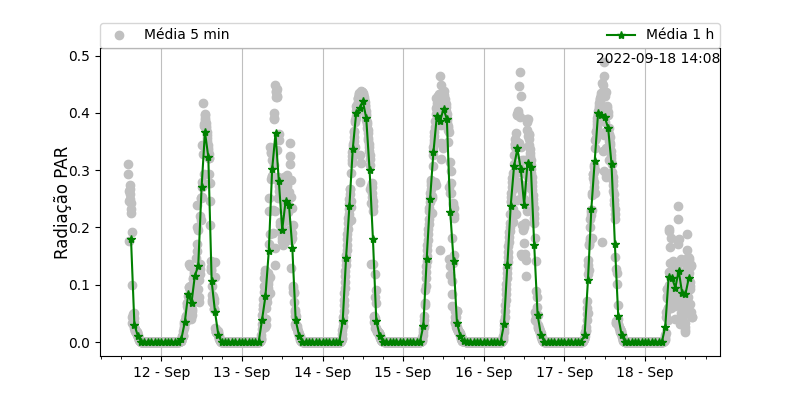 Média 5 min
Média 1 h
2022-09-18 14:08
Radiação PAR
0.5
0.4
0.3
0.2
0.1
0.0
12 - Sep
13 - Sep
14 - Sep
15 - Sep
16 - Sep
17 - Sep
18 - Sep